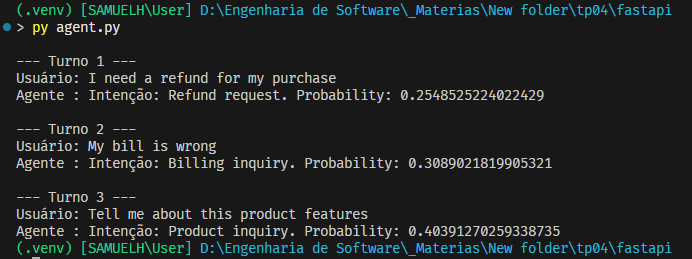 (.venv) [SAMUELH\User] D:\Engenharia de Software\_Materias\New folder\tp04\fastapi
> py agent.py
--- Turno 1 ---
Usuário: I need a refund for my purchase
Agente : Intenção: Refund request. Probability: 0.2548525224022429
--- Turno 2 ---
Usuário: My bill is wrong
Agente : Intenção: Billing inquiry. Probability: 0.3089021819905321
--- Turno 3 ---
Usuário: Tell me about this product features
Agente : Intenção: Product inquiry. Probability: 0.40391270259338735
(.venv) [SAMUELH\User] D:\Engenharia de Software\_Materias\New folder\tp04\fastapi